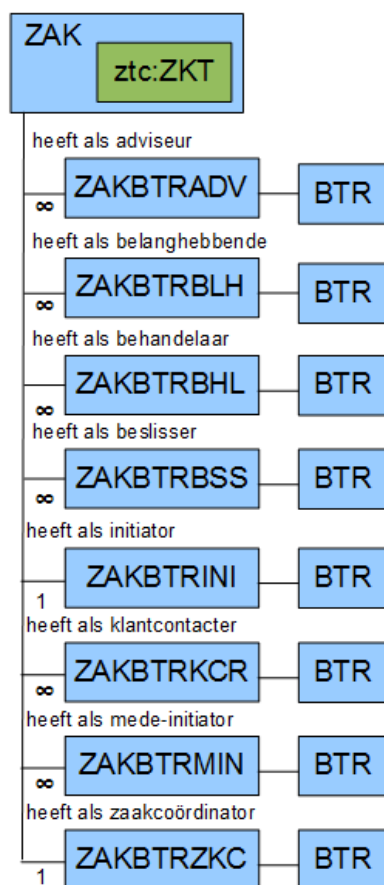 ZAK
ztc:ZKT
heeft als adviseur
∞ ZAKBTRADV BTR
heeft als belanghebbende
∞ ZAKBTRBLH BTR
heeft als behandelaar
∞ ZAKBTRBHL BTR
heeft als beslisser
∞ ZAKBTRBSS BTR
heeft als initiator
1 ZAKBTRINI BTR
heeft als klantcontacter
∞ ZAKBTRKCR BTR
heeft als mede-initiator
∞ ZAKBTRMIN BTR
heeft als zaakcoördinator
1 ZAKBTRZKC BTR